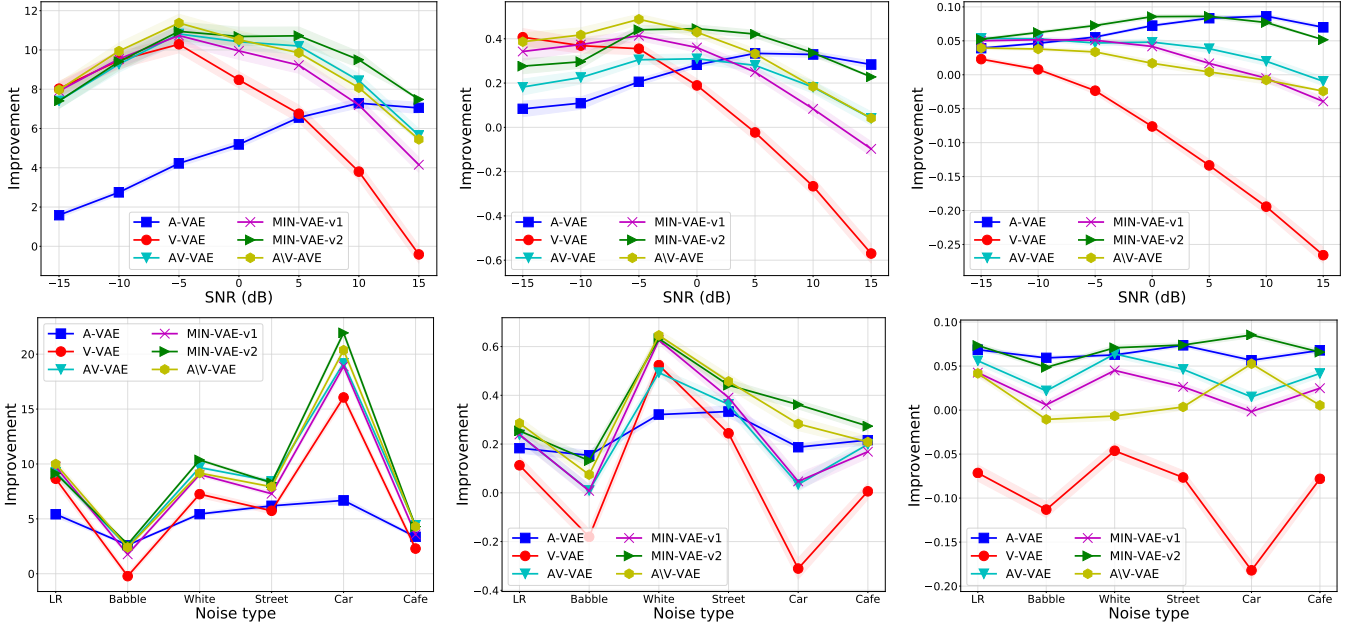 Improvement
12
10
8
6
4
2
0
−15
−10
−5
0
5
10
15
SNR (dB)
A-VAE
V-VAE
AV-VAE
MIN-VAE-v1
MIN-VAE-v2
A\V-AVE
Improvement
0.4
0.2
0.0
−0.2
−0.4
−0.6
−15
−10
−5
0
5
10
15
SNR (dB)
A-VAE
V-VAE
AV-VAE
MIN-VAE-v1
MIN-VAE-v2
A\V-AVE
Improvement
0.10
0.05
0.00
−0.05
−0.10
−0.15
−0.20
−0.25
−15
−10
−5
0
5
10
15
SNR (dB)
A-VAE
V-VAE
AV-VAE
MIN-VAE-v1
MIN-VAE-v2
A\V-AVE
Improvement
20
15
10
5
0
LR
Babble
White
Street
Car
Cafe
Noise type
A-VAE
V-VAE
AV-VAE
MIN-VAE-v1
MIN-VAE-v2
A\V-VAE
Improvement
0.6
0.4
0.2
0.0
−0.2
−0.4
LR
Babble
White
Street
Car
Cafe
Noise type
A-VAE
V-VAE
AV-VAE
MIN-VAE-v1
MIN-VAE-v2
A\V-VAE
Improvement
0.10
0.05
0.00
−0.05
−0.10
−0.15
−0.20
LR
Babble
White
Street
Car
Cafe
Noise type
A-VAE
V-VAE
AV-VAE
MIN-VAE-v1
MIN-VAE-v2
A\V-VAE